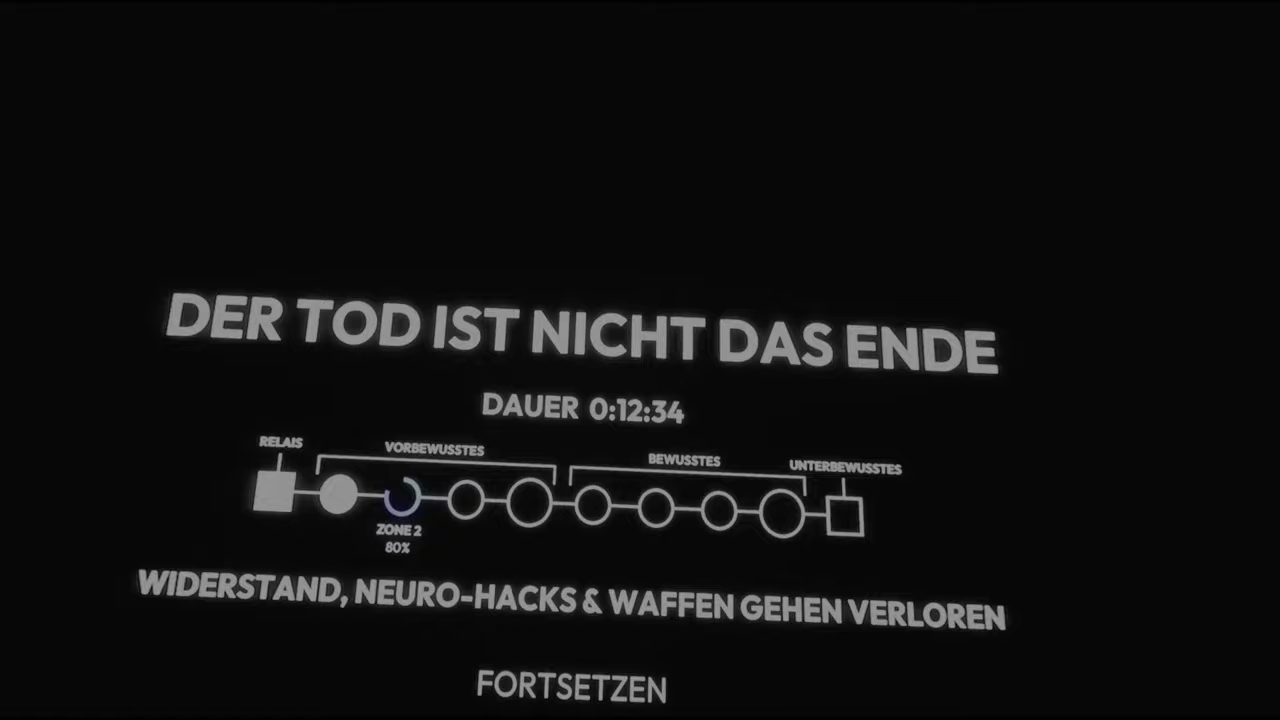 DER TOD IST NICHT DAS ENDE
DAUER 0:12:34
RELAIS
VORBEWUSSTES
BEWUSSTES
UNTERBEWUSSTES
ZONE 2
80%
WIDERSTAND, NEURO-HACKS & WAFFEN GEHEN VERLOREN
FORTSETZEN